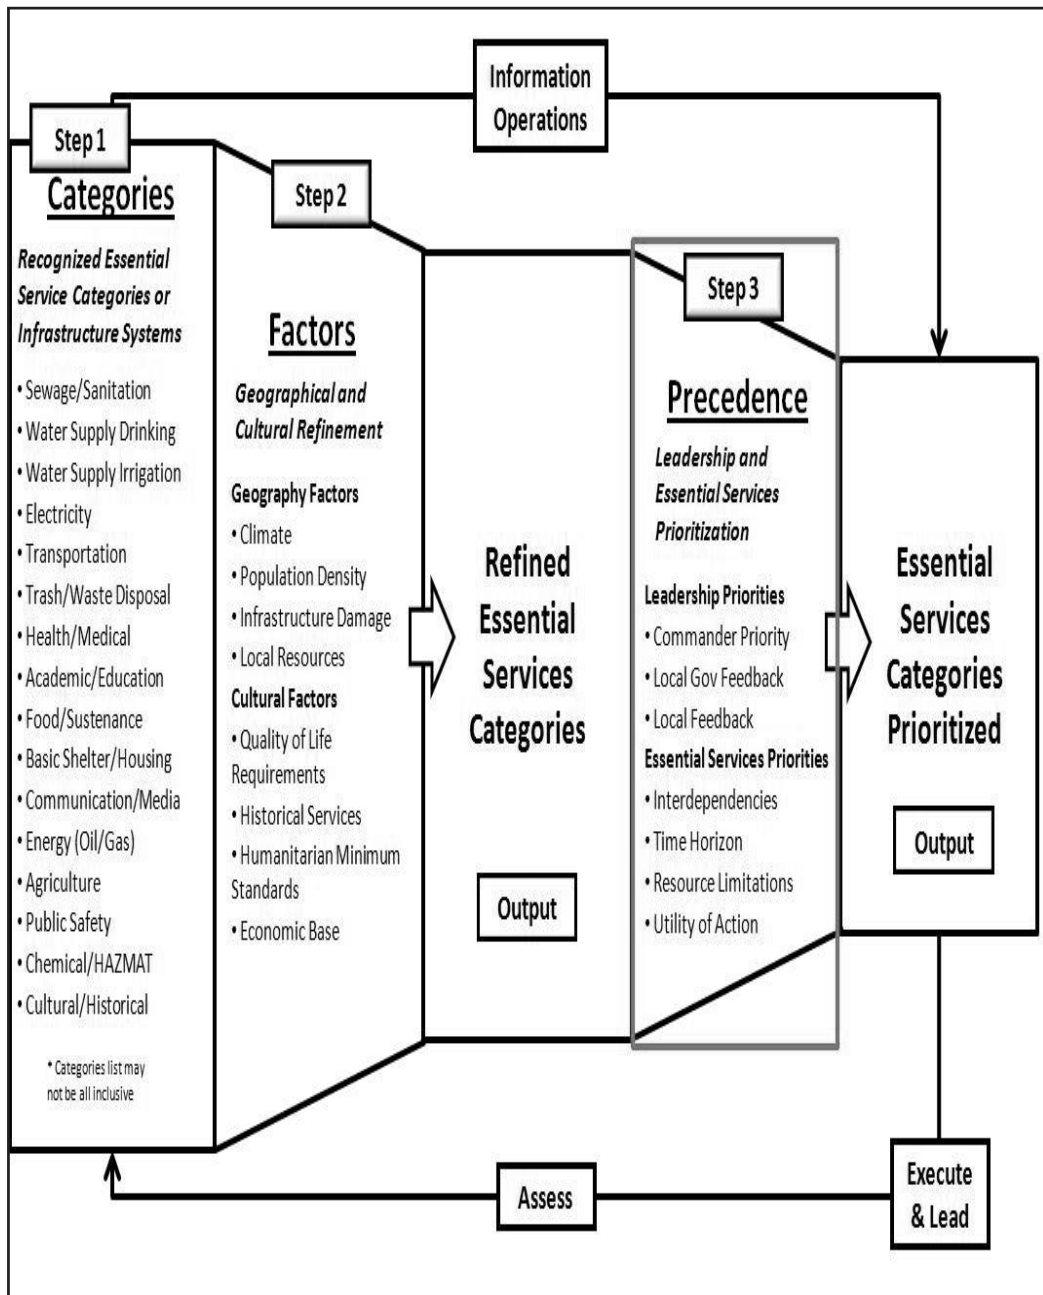 Information
Operations
Step 1
Categories
Recognized Essential
Service Categories or
Infrastructure Systems
• Sewage/Sanitation
• Water Supply Drinking
• Water Supply Irrigation
• Electricity
• Transportation
• Trash/Waste Disposal
• Health/Medical
• Academic/Education
• Food/Sustenance
• Basic Shelter/Housing
• Communication/Media
• Energy (Oil/Gas)
• Agriculture
• Public Safety
• Chemical/HAZMAT
• Cultural/Historical
* Categories list may
not be all inclusive
Step 2
Factors
Geographical and
Cultural Refinement
Geography Factors
• Climate
• Population Density
• Infrastructure Damage
• Local Resources
Cultural Factors
• Quality of Life
Requirements
• Historical Services
• Humanitarian Minimum
Standards
• Economic Base
Refined
Essential
Services
Categories
Output
Step 3
Precedence
Leadership and
Essential Services
Prioritization
Leadership Priorities
• Commander Priority
• Local Gov Feedback
• Local Feedback
Essential Services Priorities
• Interdependencies
• Time Horizon
• Resource Limitations
• Utility of Action
Essential
Services
Categories
Prioritized
Output
Execute
& Lead
Assess